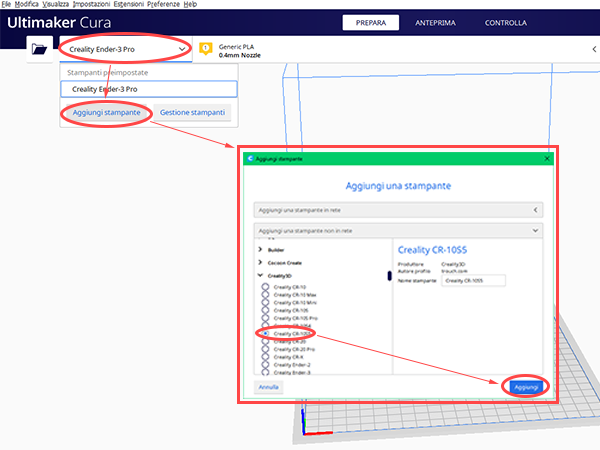 File Modifica Visualizza Impostazioni Estensioni Preferenze Help
Ultimaker Cura
PREPARA
ANTEPRIMA
CONTROLLA
Creality Ender-3 Pro
Generic PLA
0.4mm Nozzle
Stampanti preimpostate
Creality Ender-3 Pro
Aggiungi stampante
Gestione stampanti
Aggiungi stampante
Aggiungi una stampante
Aggiungi una stampante in rete
Aggiungi una stampante non in rete
Builder
Cocoon Create
Creality3D
Creality CR-10
Creality CR-10 Max
Creality CR-10 Mini
Creality CR-10S
Creality CR-10S Pro
Creality CR-20
Creality CR-20 Pro
Creality CR-X
Creality Ender-2
Creality Ender-3
Creality CR-10S5
Produttore Creality3D
Autore profilo trouch.com
Nome stampante Creality CR-10S5
Annulla
Aggiungi